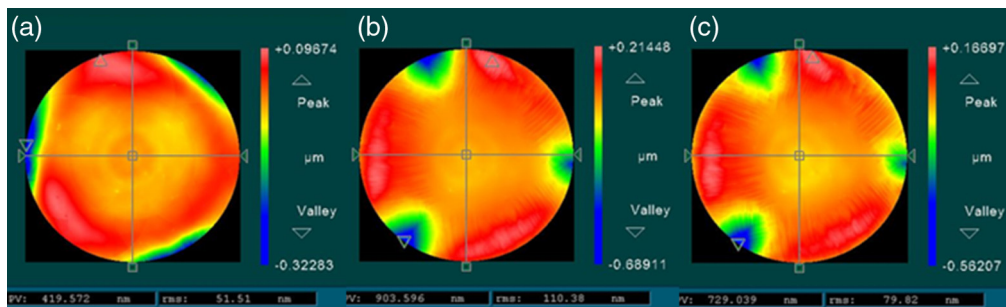 (a)
+0.09674
Peak
μm
Valley
-0.32283
PV: 419.572 nm rms: 51.51 nm
(b)
+0.21448
Peak
μm
Valley
-0.68911
PV: 903.596 nm rms: 110.38 nm
(c)
+0.16697
Peak
μm
Valley
-0.56207
PV: 729.039 nm rms: 79.82 nm